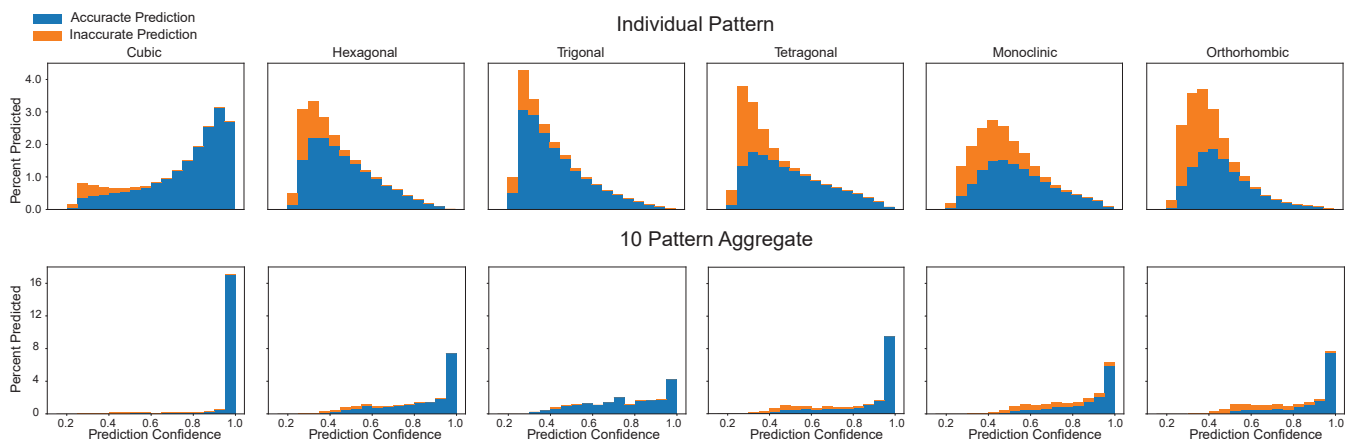 Accuracte Prediction
Inaccurate Prediction
Individual Pattern
Cubic Hexagonal Trigonal Tetragonal Monoclinic Orthorhombic
Percent Predicted
4.0
3.0
2.0
1.0
0.0
10 Pattern Aggregate
Percent Predicted
16
12
8
4
0
0.2 0.4 0.6 0.8 1.0 0.2 0.4 0.6 0.8 1.0 0.2 0.4 0.6 0.8 1.0 0.2 0.4 0.6 0.8 1.0 0.2 0.4 0.6 0.8 1.0 0.2 0.4 0.6 0.8 1.0
Prediction Confidence Prediction Confidence Prediction Confidence Prediction Confidence Prediction Confidence Prediction Confidence